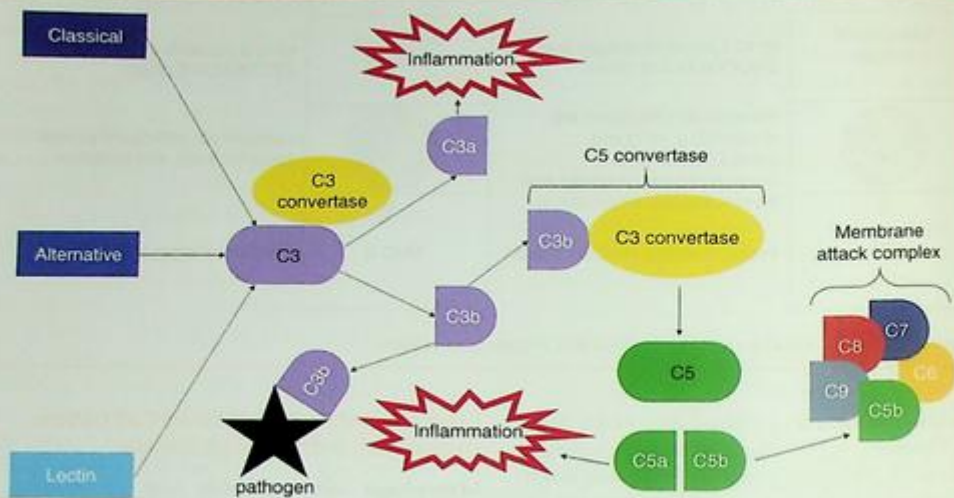 Classical
Inflammation
C3a
C5 convertase
C3
convertase
C3b
C3 convertase
Membrane
attack complex
Alternative
C3
C3b
C7
C8
C6
C9
C5b
C5
C3b
Inflammation
C5a
C5b
Lectin
pathogen